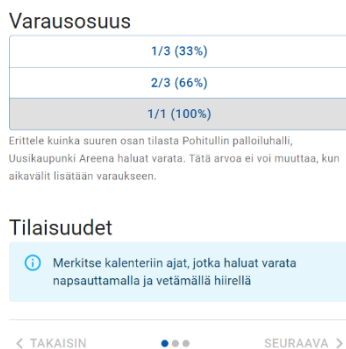 Varausosuus
1/3 (33%)
2/3 (66%)
1/1 (100%)
Erittele kuinka suuren osan tilasta Pohitullin palloiluhalli,
Uusikaupunki Areena haluat varata. Tätä arvoa ei voi muuttaa, kun
aikavälit lisätään varaukseen.
Tilaisuudet
Merkitse kalenteriin ajat, jotka haluat varata
napsauttamalla ja vetämällä hiirellä
TAKAISIN
SEURAAVA